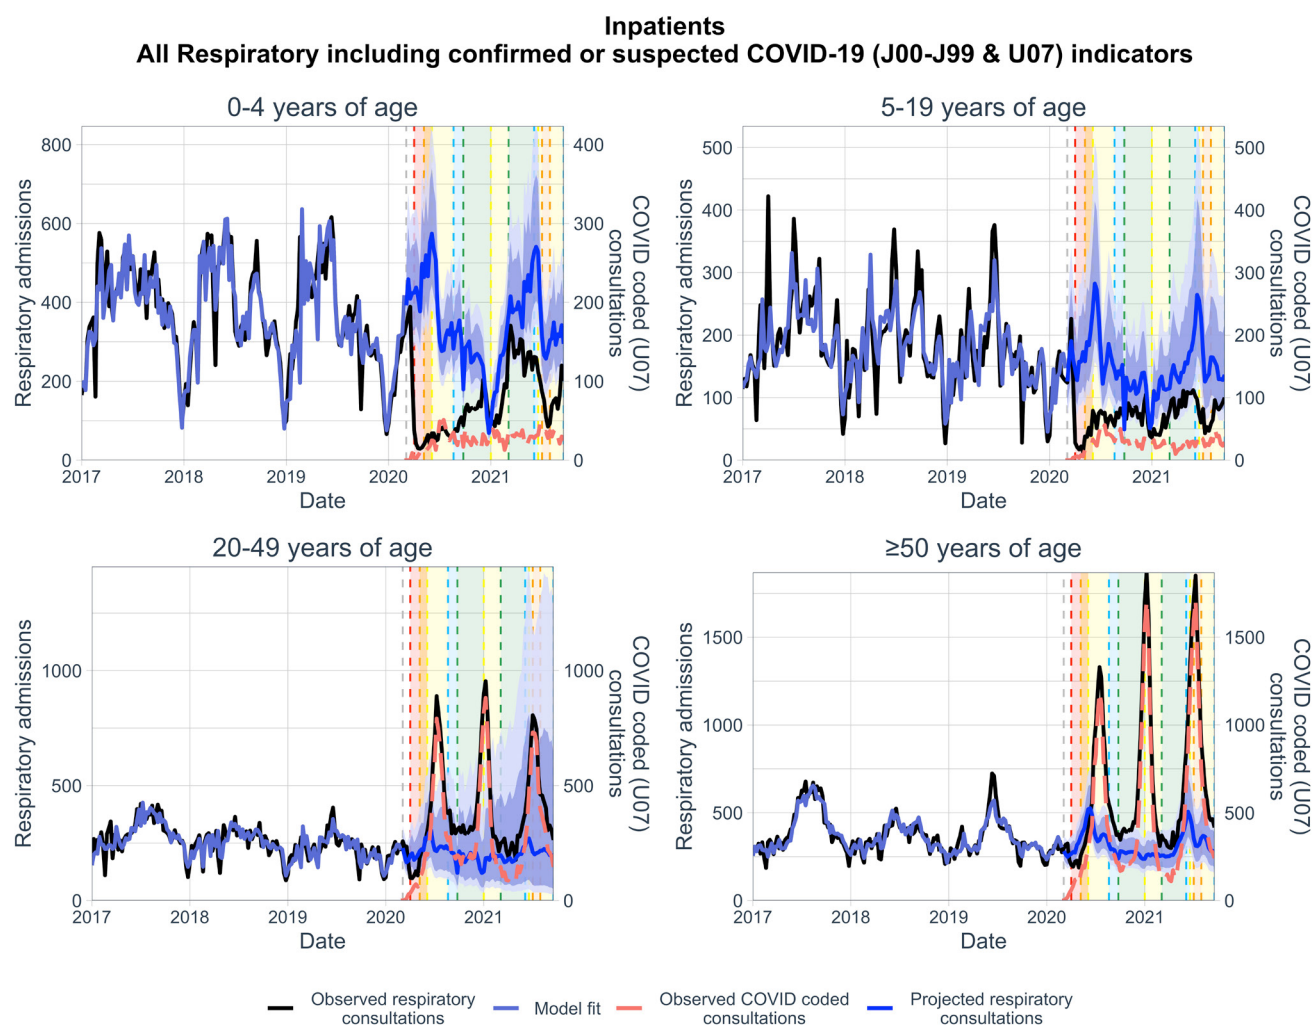 Inpatients
All Respiratory including confirmed or suspected COVID-19 (J00-J99 & U07) indicators
0-4 years of age
800
600
400
200
0
400
300
200
100
0
Respiratory admissions
COVID coded (U07)
consultations
2017 2018 2019 2020 2021
Date
5-19 years of age
500
400
300
200
100
0
500
400
300
200
100
0
Respiratory admissions
COVID coded (U07)
consultations
2017 2018 2019 2020 2021
Date
20-49 years of age
1000
500
0
1000
500
0
Respiratory admissions
COVID coded (U07)
consultations
2017 2018 2019 2020 2021
Date
≥50 years of age
1500
1000
500
0
1500
1000
500
0
Respiratory admissions
COVID coded (U07)
consultations
2017 2018 2019 2020 2021
Date
Observed respiratory
consultations
Model fit
Observed COVID coded
consultations
Projected respiratory
consultations